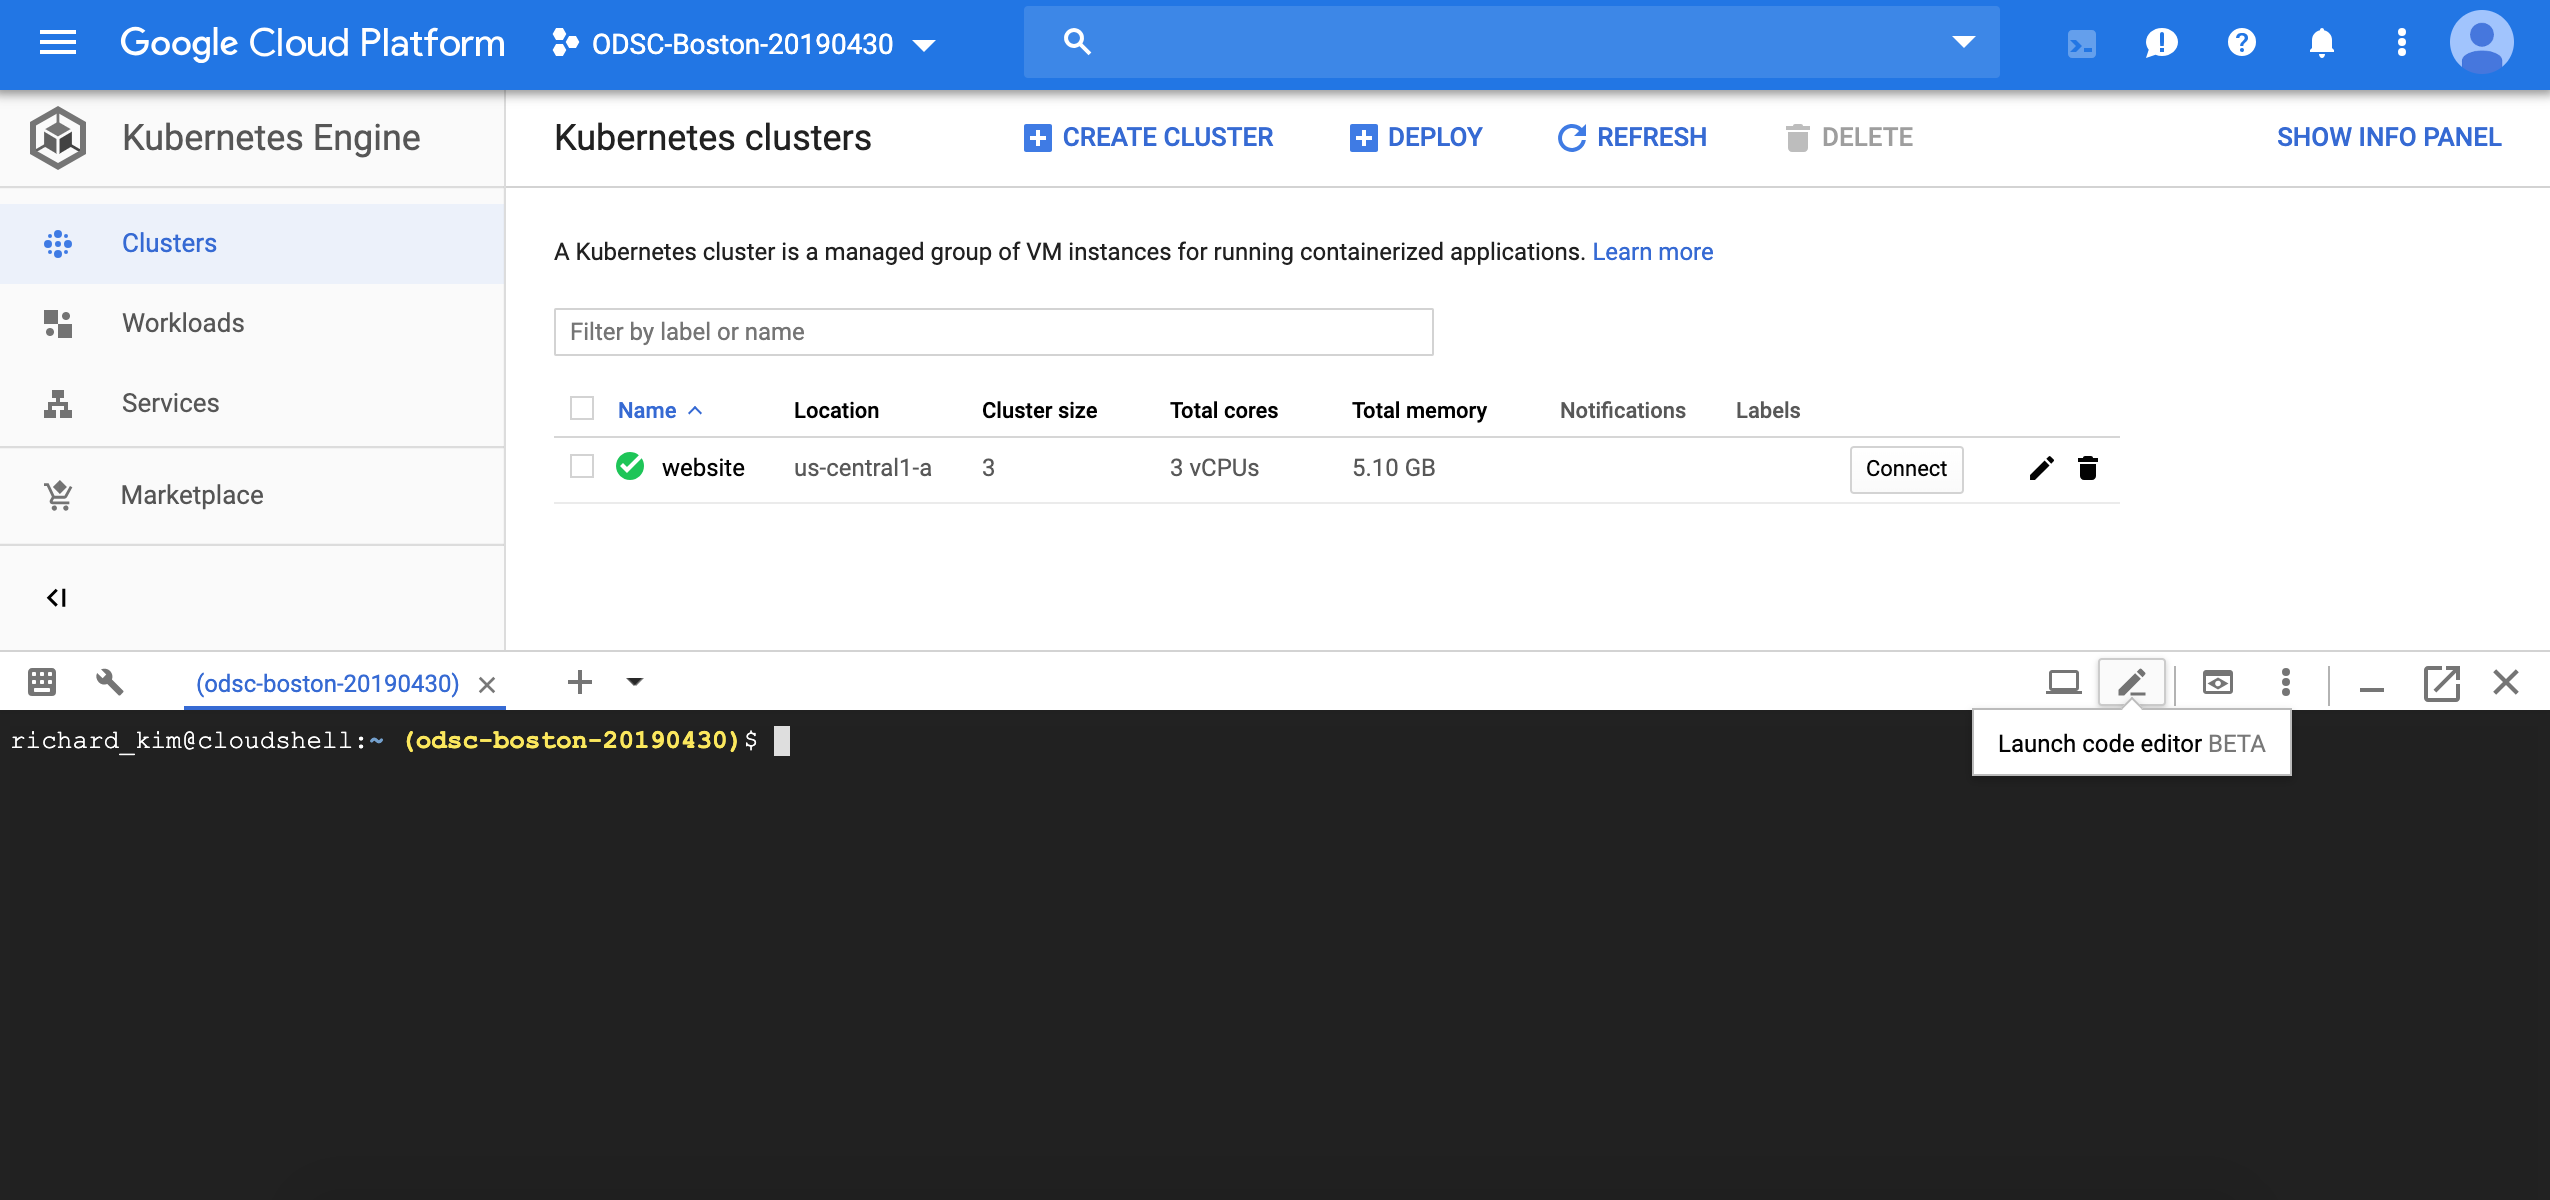 Google Cloud Platform ODSC-Boston-20190430
Kubernetes Engine
Kubernetes clusters CREATE CLUSTER DEPLOY REFRESH DELETE SHOW INFO PANEL
Clusters
Workloads
Services
Marketplace
A Kubernetes cluster is a managed group of VM instances for running containerized applications. Learn more
Filter by label or name
Name Location Cluster size Total cores Total memory Notifications Labels
website us-central1-a 3 3 vCPUs 5.10 GB Connect
(odsc-boston-20190430)
richard_kim@cloudshell:~ (odsc-boston-20190430)$
Launch code editor BETA